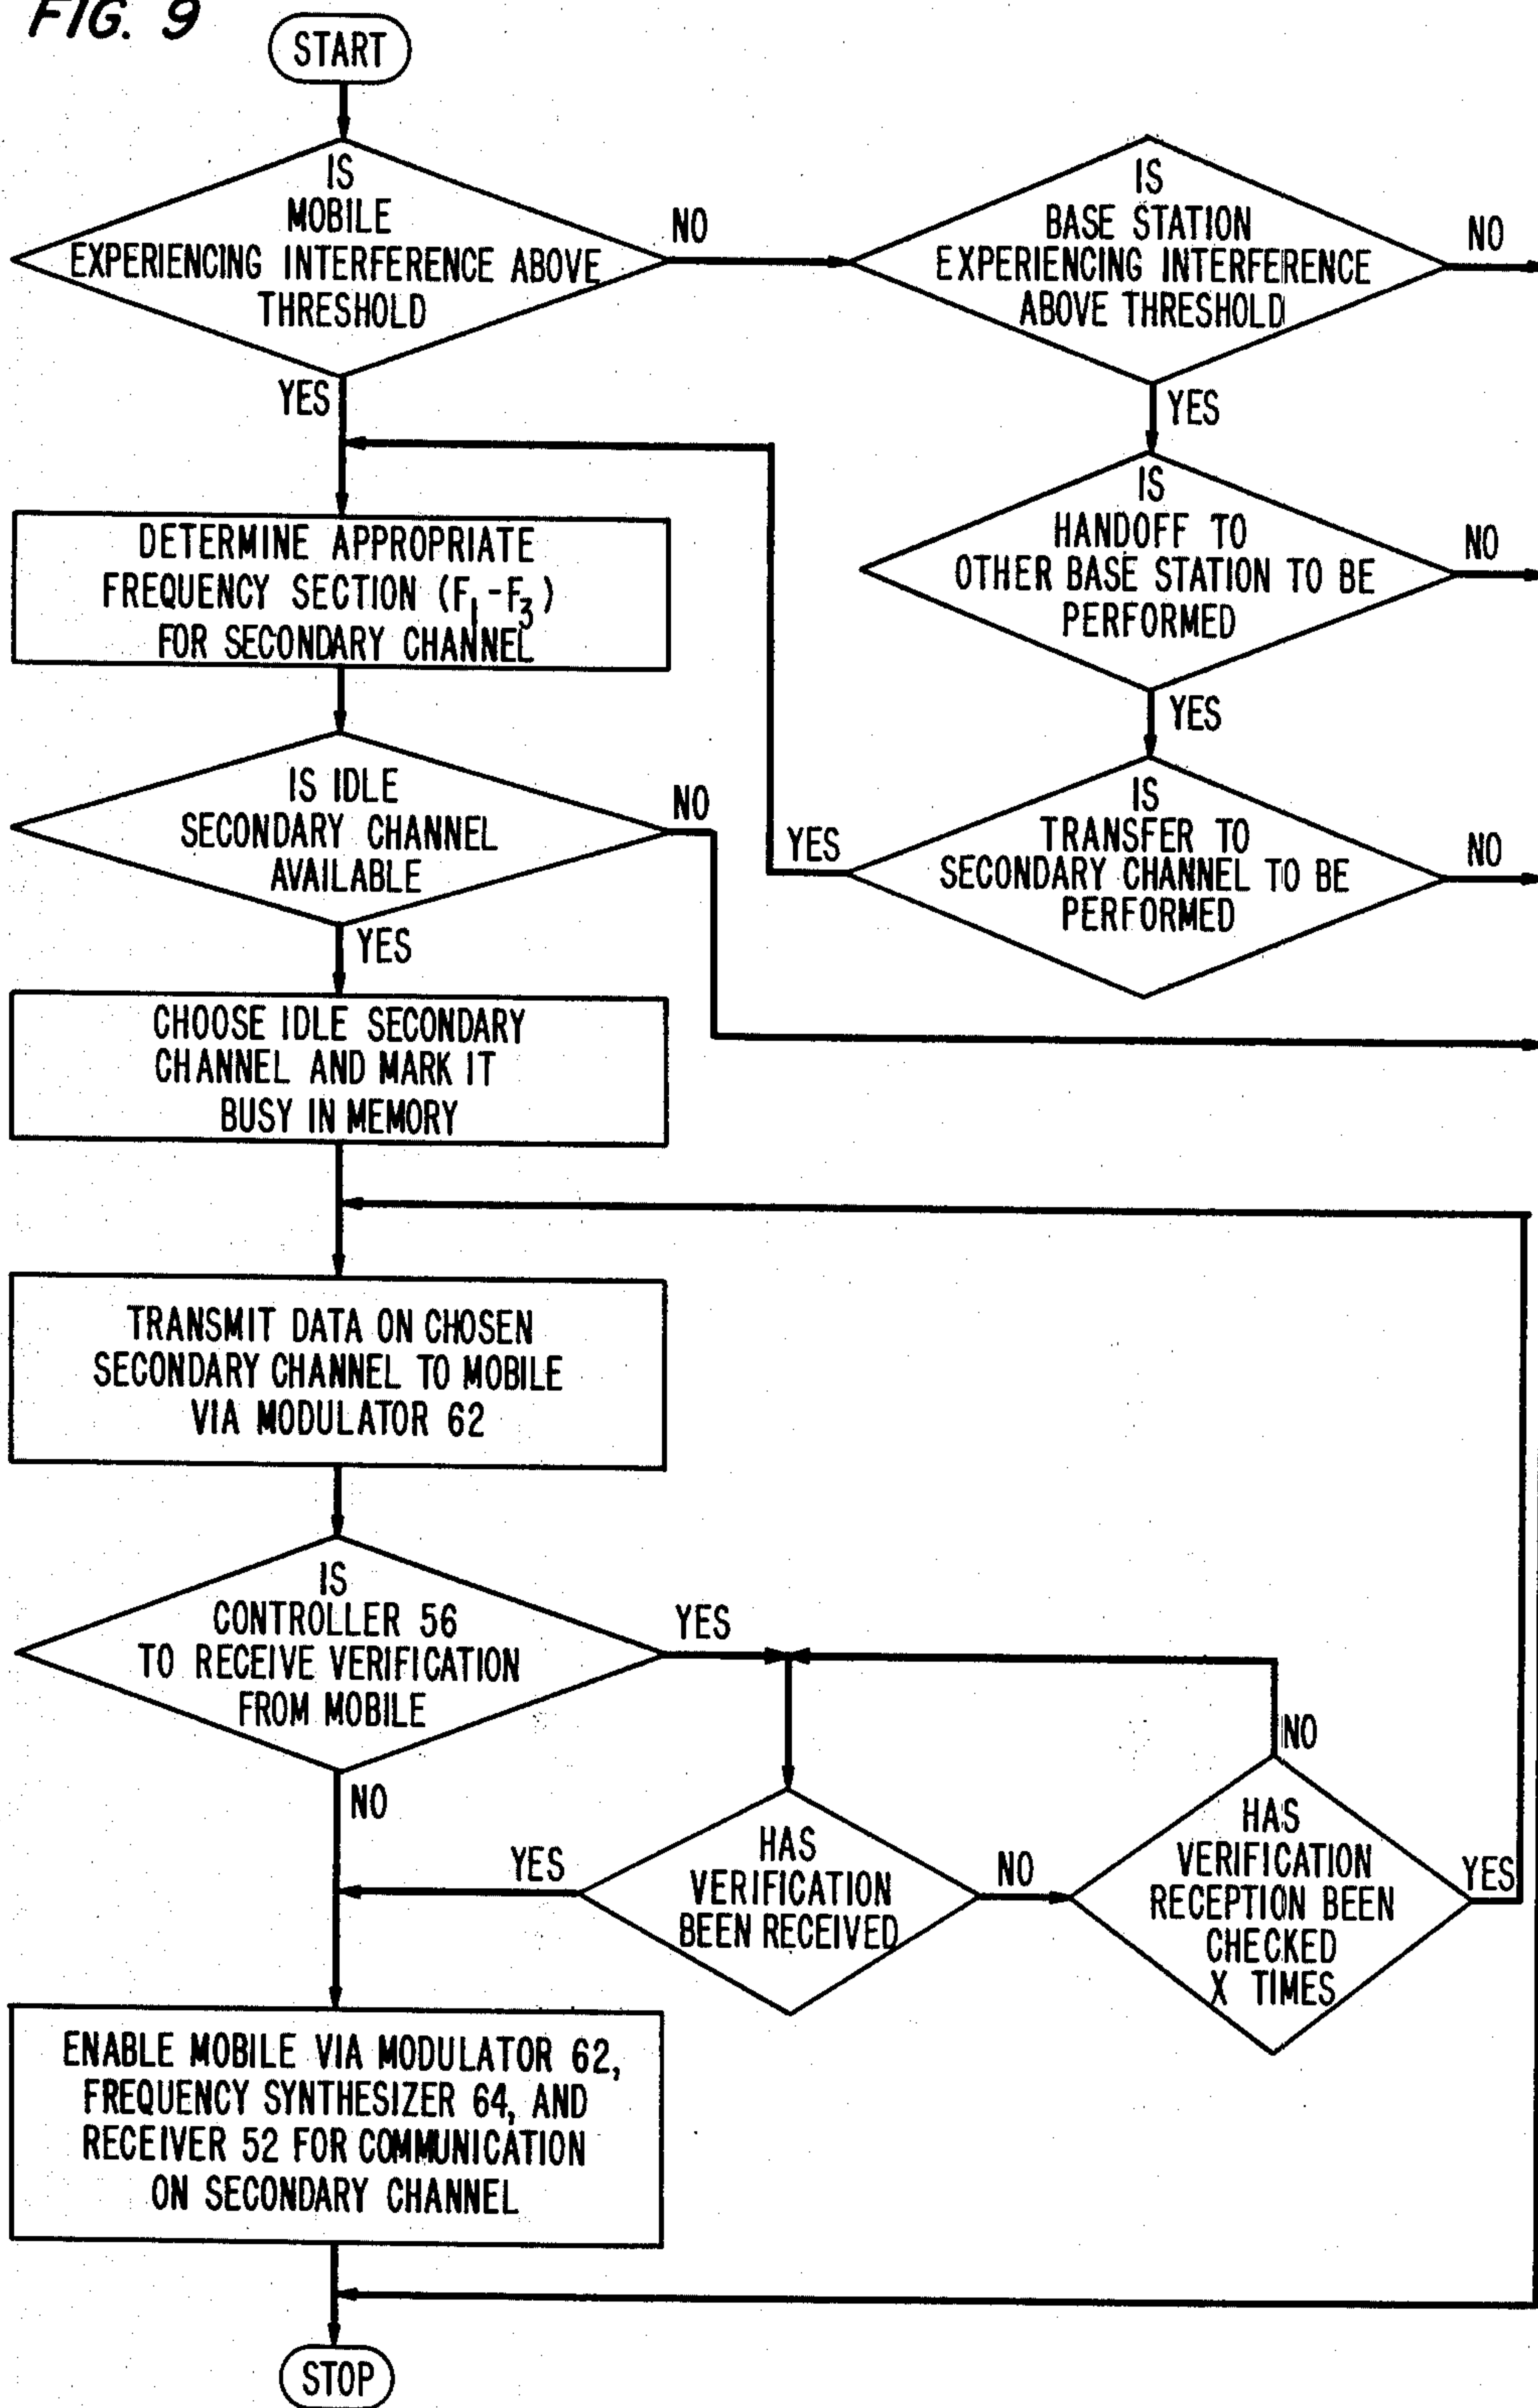 FIG. 9
START
IS
MOBILE
EXPERIENCING INTERFERENCE ABOVE
THRESHOLD
NO
YES
IS
BASE STATION
EXPERIENCING INTERFERENCE
ABOVE THRESHOLD
NO
YES
IS
HANDOFF TO
OTHER BASE STATION TO BE
PERFORMED
NO
YES
IS
TRANSFER TO
SECONDARY CHANNEL TO BE
PERFORMED
YES
NO
DETERMINE APPROPRIATE
FREQUENCY SECTION (F1-F3)
FOR SECONDARY CHANNEL
IS IDLE
SECONDARY CHANNEL
AVAILABLE
NO
YES
CHOOSE IDLE SECONDARY
CHANNEL AND MARK IT
BUSY IN MEMORY
TRANSMIT DATA ON CHOSEN
SECONDARY CHANNEL TO MOBILE
VIA MODULATOR 62
IS
CONTROLLER 56
TO RECEIVE VERIFICATION
FROM MOBILE
YES
NO
HAS
VERIFICATION
BEEN RECEIVED
YES
NO
HAS
VERIFICATION
RECEPTION BEEN
CHECKED
X TIMES
NO
YES
ENABLE MOBILE VIA MODULATOR 62,
FREQUENCY SYNTHESIZER 64, AND
RECEIVER 52 FOR COMMUNICATION
ON SECONDARY CHANNEL
STOP